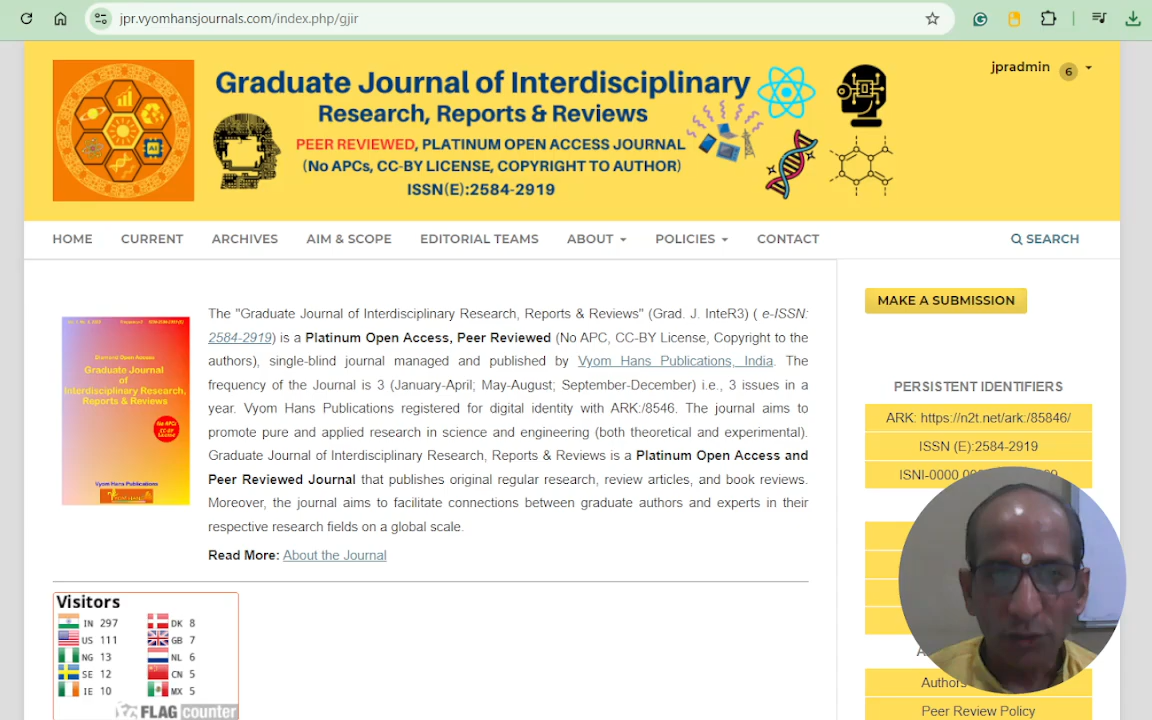 jpr.vyomhansjournals.com/index.php/gjir
Graduate Journal of Interdisciplinary
Research, Reports & Reviews
PEER REVIEWED, PLATINUM OPEN ACCESS JOURNAL
(No APCs, CC-BY LICENSE, COPYRIGHT TO AUTHOR)
ISSN(E):2584-2919
AI
jpradmin 6
HOME CURRENT ARCHIVES AIM & SCOPE EDITORIAL TEAMS ABOUT POLICIES CONTACT SEARCH
The "Graduate Journal of Interdisciplinary Research, Reports & Reviews" (Grad. J. InteR3) ( e-ISSN:
2584-2919) is a Platinum Open Access, Peer Reviewed (No APC, CC-BY License, Copyright to the
authors), single-blind journal managed and published by Vyom Hans Publications, India. The
frequency of the Journal is 3 (January-April; May-August; September-December) i.e., 3 issues in a
year. Vyom Hans Publications registered for digital identity with ARK:/8546. The journal aims to
promote pure and applied research in science and engineering (both theoretical and experimental).
Graduate Journal of Interdisciplinary Research, Reports & Reviews is a Platinum Open Access and
Peer Reviewed Journal that publishes original regular research, review articles, and book reviews.
Moreover, the journal aims to facilitate connections between graduate authors and experts in their
respective research fields on a global scale.
Read More: About the Journal
Graduate Journal
of
Interdisciplinary Research,
Reports & Reviews
No APCs
CC-BY
Vyom Hans Publications
Visitors
IN 297 DK 8
US 111 GB 7
NG 13 NL 6
SE 12 CN 5
IE 10 MX 5
FLAG counter
MAKE A SUBMISSION
PERSISTENT IDENTIFIERS
ARK: https://n2t.net/ark:/85846/
ISSN (E):2584-2919
ISNI-0000
Authors
Peer Review Policy